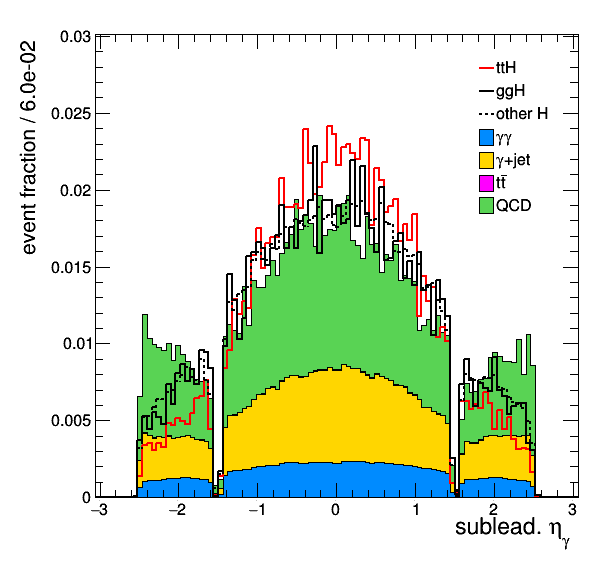 event fraction / 6.0e-02
0.03
0.025
0.02
0.015
0.01
0.005
0
−3
−2
−1
0
1
2
3
sublead. ηγ
ttH
ggH
other H
γγ
γ+jet
tt̄
QCD